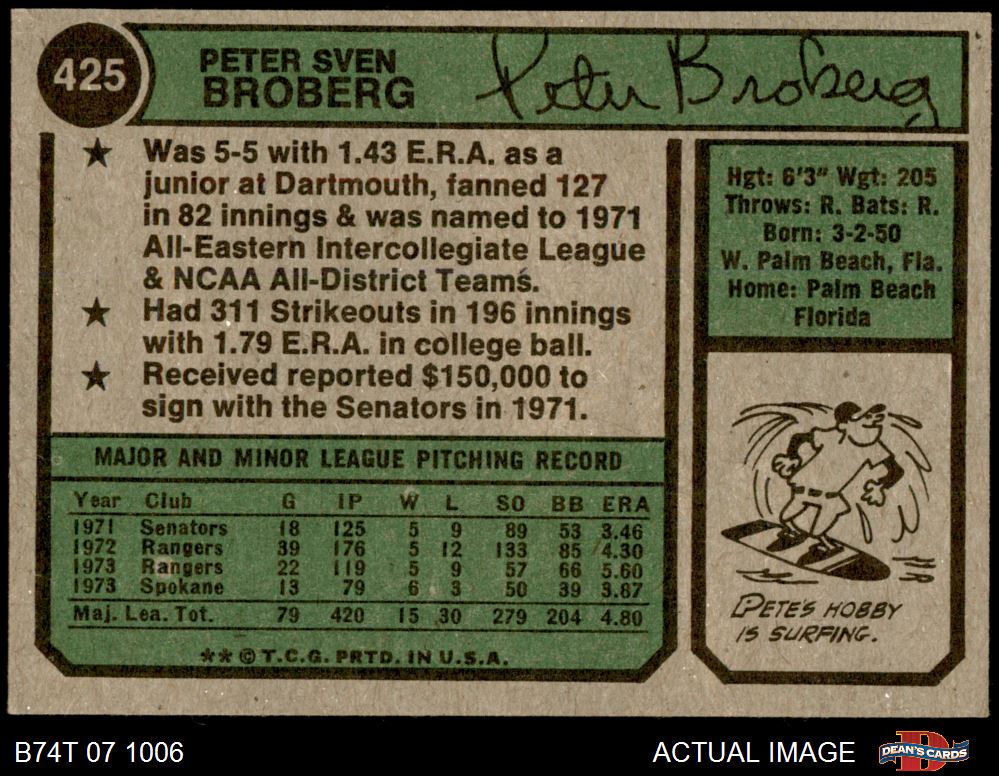 425
PETER SVEN
BROBERG
Peter Broberg
★ Was 5-5 with 1.43 E.R.A. as a
junior at Dartmouth, fanned 127
in 82 innings & was named to 1971
All-Eastern Intercollegiate League
& NCAA All-District Teams.
★ Had 311 Strikeouts in 196 innings
with 1.79 E.R.A. in college ball.
★ Received reported $150,000 to
sign with the Senators in 1971.
Hgt: 6'3" Wgt: 205
Throws: R. Bats: R.
Born: 3-2-50
W. Palm Beach, Fla.
Home: Palm Beach
Florida
MAJOR AND MINOR LEAGUE PITCHING RECORD
Year Club G IP W L SO BB ERA
1971 Senators 18 125 5 9 89 53 3.46
1972 Rangers 39 176 5 12 133 85 4.30
1973 Rangers 22 119 5 9 57 66 5.60
1973 Spokane 13 79 6 3 50 39 3.87
Maj. Lea. Tot. 79 420 15 30 279 204 4.80
**© T.C.G. PRTD. IN U.S.A.
PETE'S HOBBY
IS SURFING.
B74T 07 1006
ACTUAL IMAGE
DEAN'S CARDS